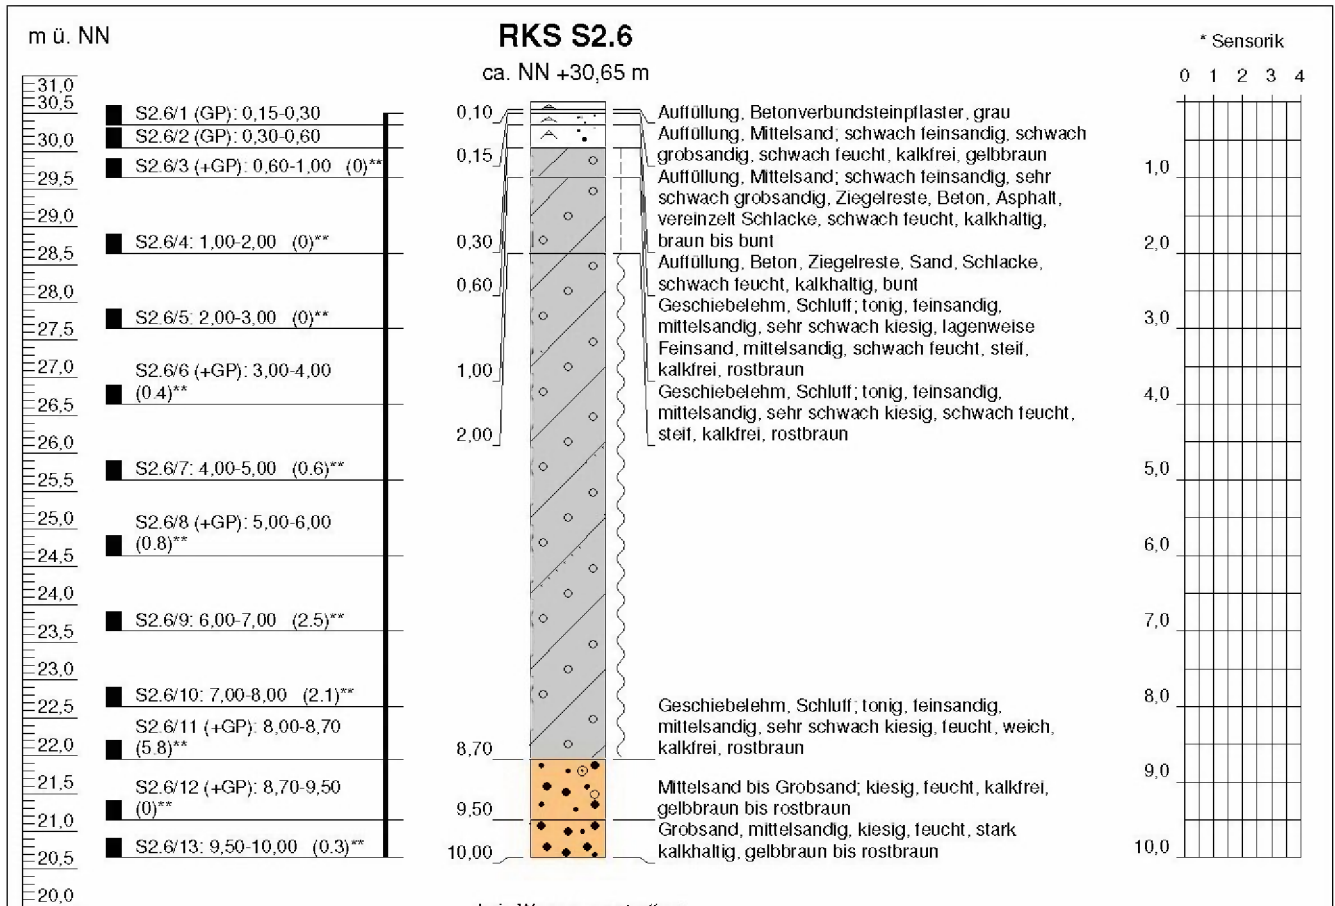 m ü. NN
RKS S2.6
ca. NN +30,65 m
* Sensorik
0 1 2 3 4
31,0
30,5
30,0
29,5
29,0
28,5
28,0
27,5
27,0
26,5
26,0
25,5
25,0
24,5
24,0
23,5
23,0
22,5
22,0
21,5
21,0
20,5
20,0
S2.6/1 (GP): 0,15-0,30
S2.6/2 (GP): 0,30-0,60
S2.6/3 (+GP): 0,60-1,00 (0)**
S2.6/4: 1,00-2,00 (0)**
S2.6/5: 2,00-3,00 (0)**
S2.6/6 (+GP): 3,00-4,00
(0.4)**
S2.6/7: 4,00-5,00 (0.6)**
S2.6/8 (+GP): 5,00-6,00
(0.8)**
S2.6/9: 6,00-7,00 (2.5)**
S2.6/10: 7,00-8,00 (2.1)**
S2.6/11 (+GP): 8,00-8,70
(5.8)**
S2.6/12 (+GP): 8,70-9,50
(0)**
S2.6/13: 9,50-10,00 (0.3)**
0,10
0,15
0,30
0,60
1,00
2,00
8,70
9,50
10,00
Auffüllung, Betonverbundsteinpflaster, grau
Auffüllung, Mittelsand; schwach feinsandig, schwach
grobsandig, schwach feucht, kalkfrei, gelbbraun
Auffüllung, Mittelsand; schwach feinsandig, sehr
schwach grobsandig, Ziegelreste, Beton, Asphalt,
vereinzelt Schlacke, schwach feucht, kalkhaltig,
braun bis bunt
Auffüllung, Beton, Ziegelreste, Sand, Schlacke,
schwach feucht, kalkhaltig, bunt
Geschiebelehm, Schluff; tonig, feinsandig,
mittelsandig, sehr schwach kiesig, lagenweise
Feinsand, mittelsandig, schwach feucht, steif,
kalkfrei, rostbraun
Geschiebelehm, Schluff; tonig, feinsandig,
mittelsandig, sehr schwach kiesig, schwach feucht,
steif, kalkfrei, rostbraun
Geschiebelehm, Schluff; tonig, feinsandig,
mittelsandig, sehr schwach kiesig, feucht, weich,
kalkfrei, rostbraun
Mittelsand bis Grobsand; kiesig, feucht, kalkfrei,
gelbbraun bis rostbraun
Grobsand, mittelsandig, kiesig, feucht, stark
kalkhaltig, gelbbraun bis rostbraun
1,0
2,0
3,0
4,0
5,0
6,0
7,0
8,0
9,0
10,0